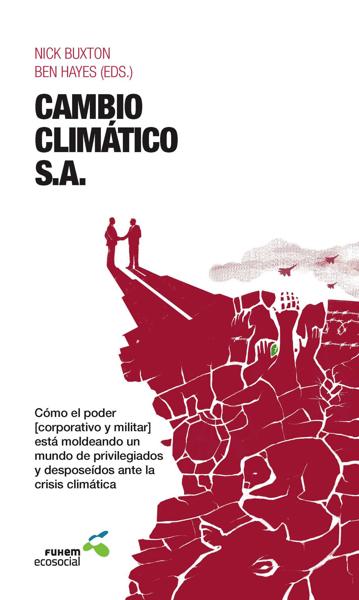 NICK BUXTON
BEN HAYES (EDS.)
CAMBIO
CLIMÁTICO
S.A.
Cómo el poder
[corporativo y militar]
está moldeando un
mundo de privilegiados
y desposeídos ante la
crisis climática
FUHEM
ecosocial